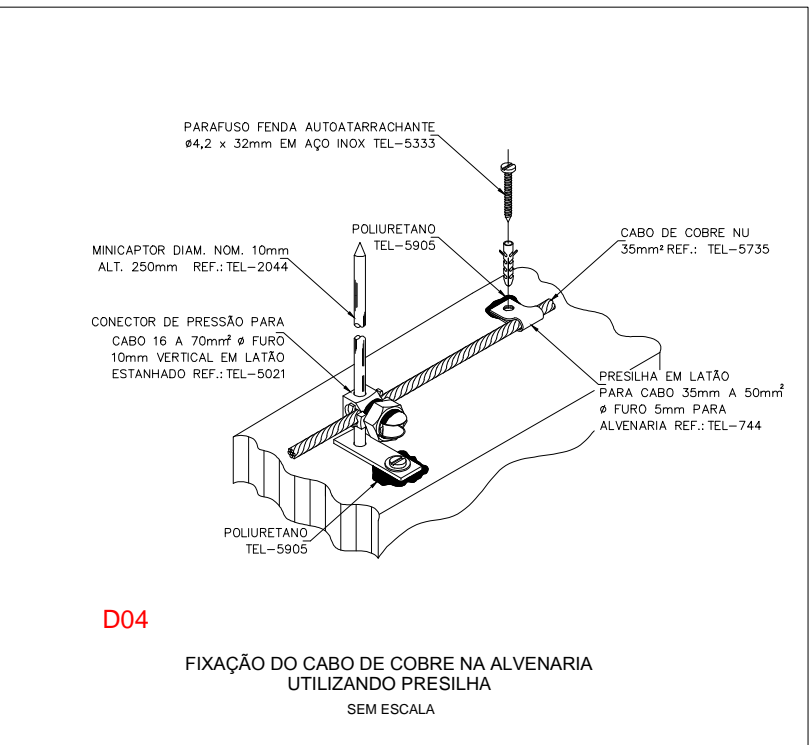 PARAFUSO FENDA AUTOATARRACHANTE
ø4,2 x 32mm EM AÇO INOX TEL-5333
POLIURETANO
TEL-5905
CABO DE COBRE NU
35mm² REF.: TEL-5735
MINICAPTOR DIAM. NOM. 10mm
ALT. 250mm REF.: TEL-2044
CONECTOR DE PRESSÃO PARA
CABO 16 A 70mm² ø FURO
10mm VERTICAL EM LATÃO
ESTANHADO REF.: TEL-5021
PRESILHA EM LATÃO
PARA CABO 35mm A 50mm²
ø FURO 5mm PARA
ALVENARIA REF.: TEL-744
POLIURETANO
TEL-5905
D04
FIXAÇÃO DO CABO DE COBRE NA ALVENARIA
UTILIZANDO PRESILHA
SEM ESCALA